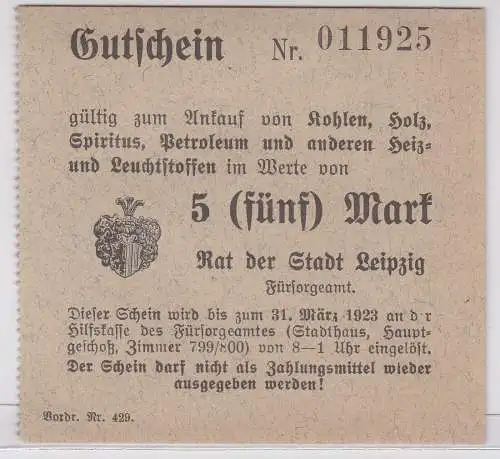 Gutschein Nr. 011925
gültig zum Ankauf von Kohlen, Holz,
Spiritus, Petroleum und anderen Heiz-
und Leuchtstoffen im Werte von
5 (fünf) Mark
Rat der Stadt Leipzig
Fürsorgeamt.
Dieser Schein wird bis zum 31. März 1923 an d r
Hilfskasse des Fürsorgeamtes (Stadthaus, Haupt-
geschoß, Zimmer 799/800) von 8—1 Uhr eingelöst.
Der Schein darf nicht als Zahlungsmittel wieder
ausgegeben werden!
Vordr. Nr. 429.